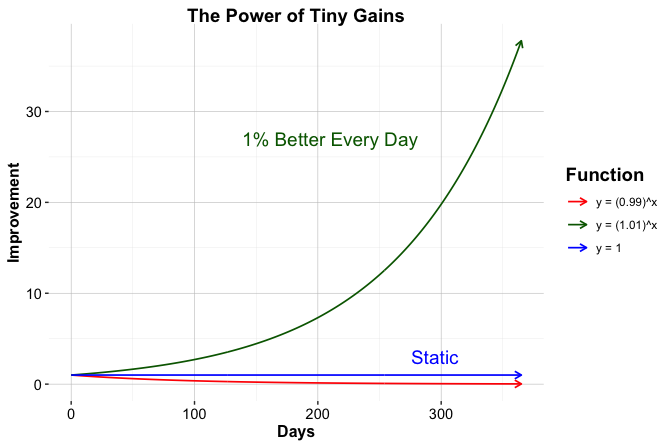 The Power of Tiny Gains
Improvement
30
20
10
0
1% Better Every Day
Static
0
100
200
300
Days
Function
y = (0.99)^x
y = (1.01)^x
y = 1